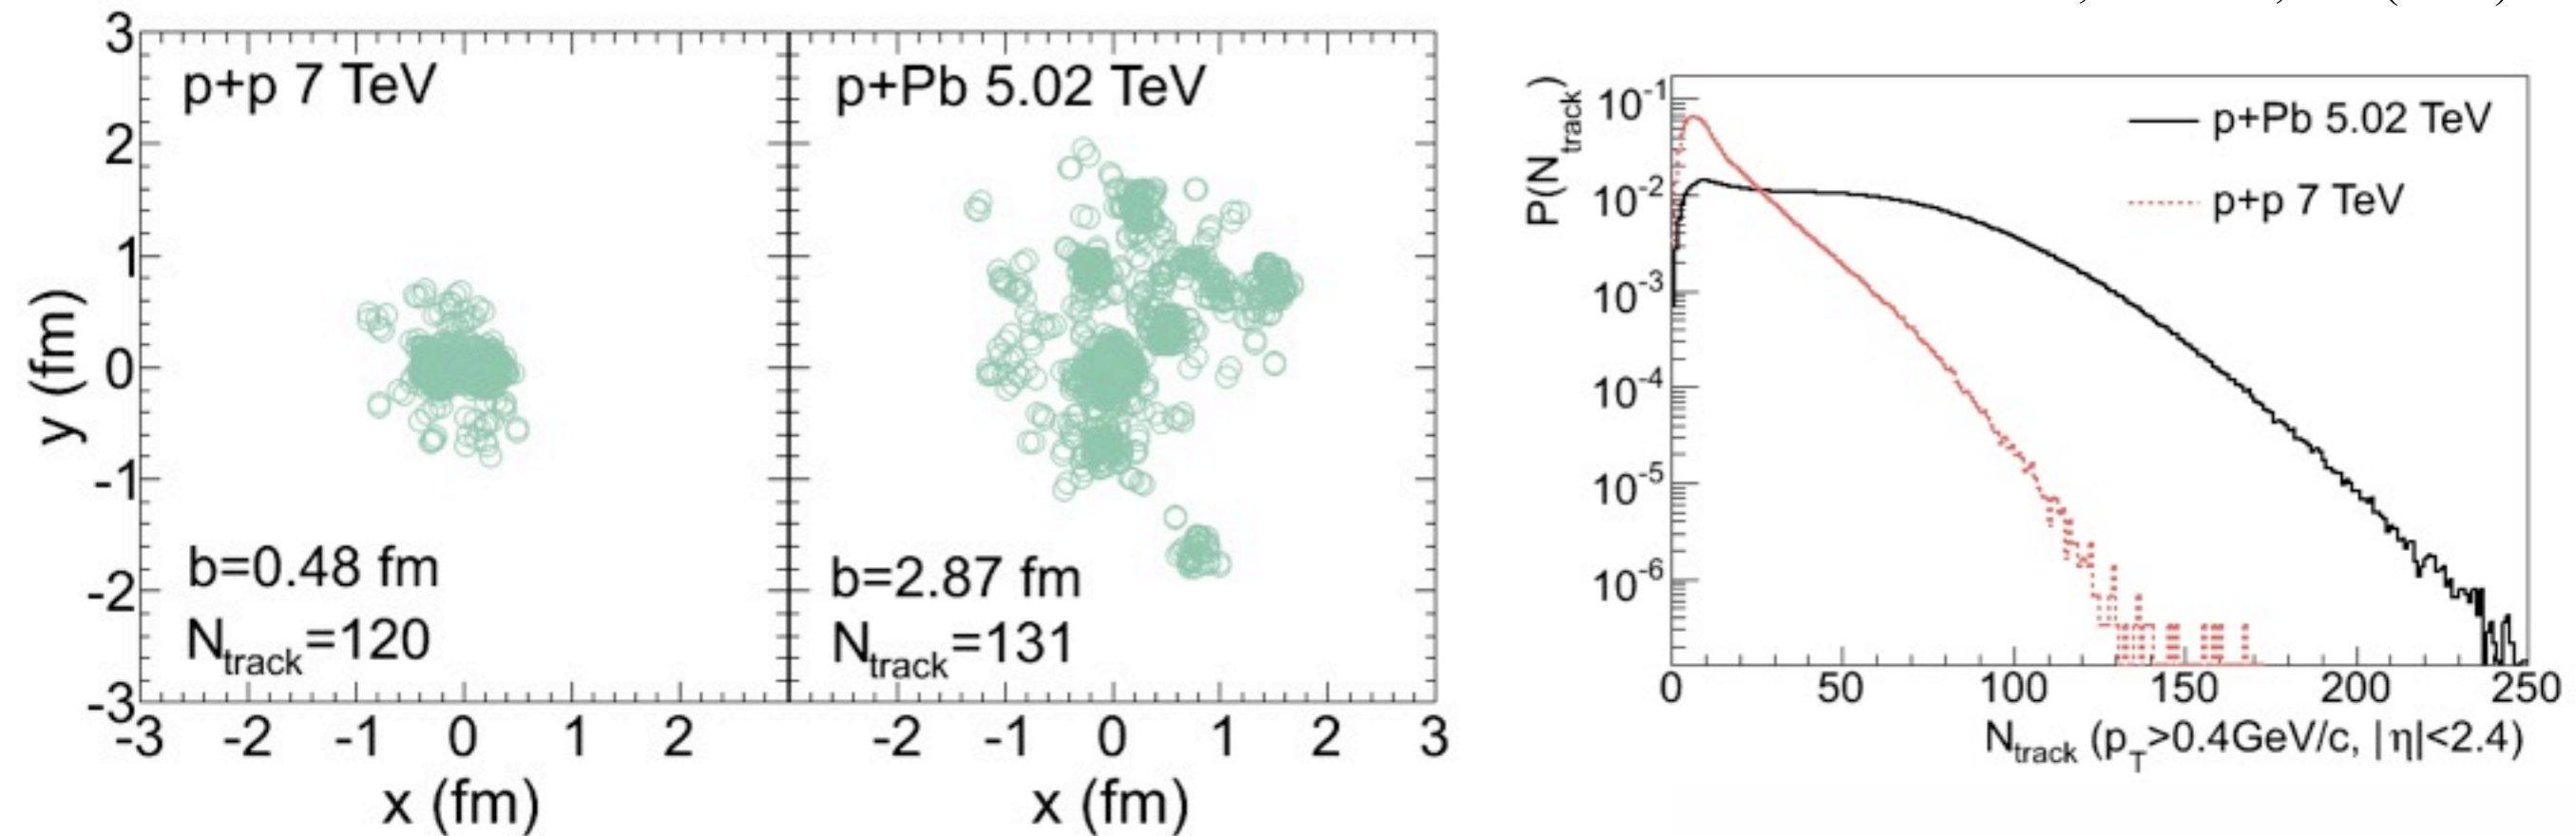 p+p 7 TeV
b=0.48 fm
N_track=120
p+Pb 5.02 TeV
b=2.87 fm
N_track=131
y (fm)
3
2
1
0
-1
-2
-3
-3 -2 -1 0 1 2
x (fm)
-2 -1 0 1 2 3
x (fm)
P(N_track)
10^-1
10^-2
10^-3
10^-4
10^-5
10^-6
p+Pb 5.02 TeV
p+p 7 TeV
0 50 100 150 200 250
N_track (p_T>0.4GeV/c, |η|<2.4)